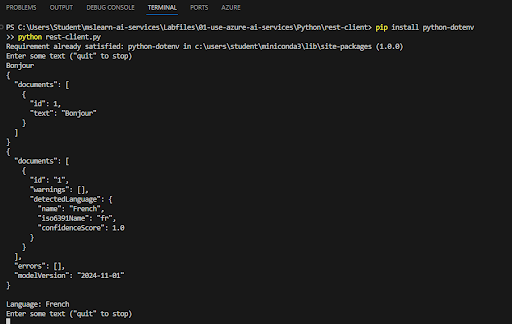 PROBLEMS OUTPUT DEBUG CONSOLE TERMINAL PORTS AZURE
PS C:\Users\Student\mslearn-ai-services\Labfiles\01-use-azure-ai-services\Python\rest-client> pip install python-dotenv
>> python rest-client.py
Requirement already satisfied: python-dotenv in c:\users\student\miniconda3\lib\site-packages (1.0.0)
Enter some text ("quit" to stop)
Bonjour
{
  "documents": [
    {
      "id": 1,
      "text": "Bonjour"
    }
  ]
}
{
  "documents": [
    {
      "id": "1",
      "warnings": [],
      "detectedLanguage": {
        "name": "French",
        "iso6391Name": "fr",
        "confidenceScore": 1.0
      }
    }
  ],
  "errors": [],
  "modelVersion": "2024-11-01"
}
Language: French
Enter some text ("quit" to stop)